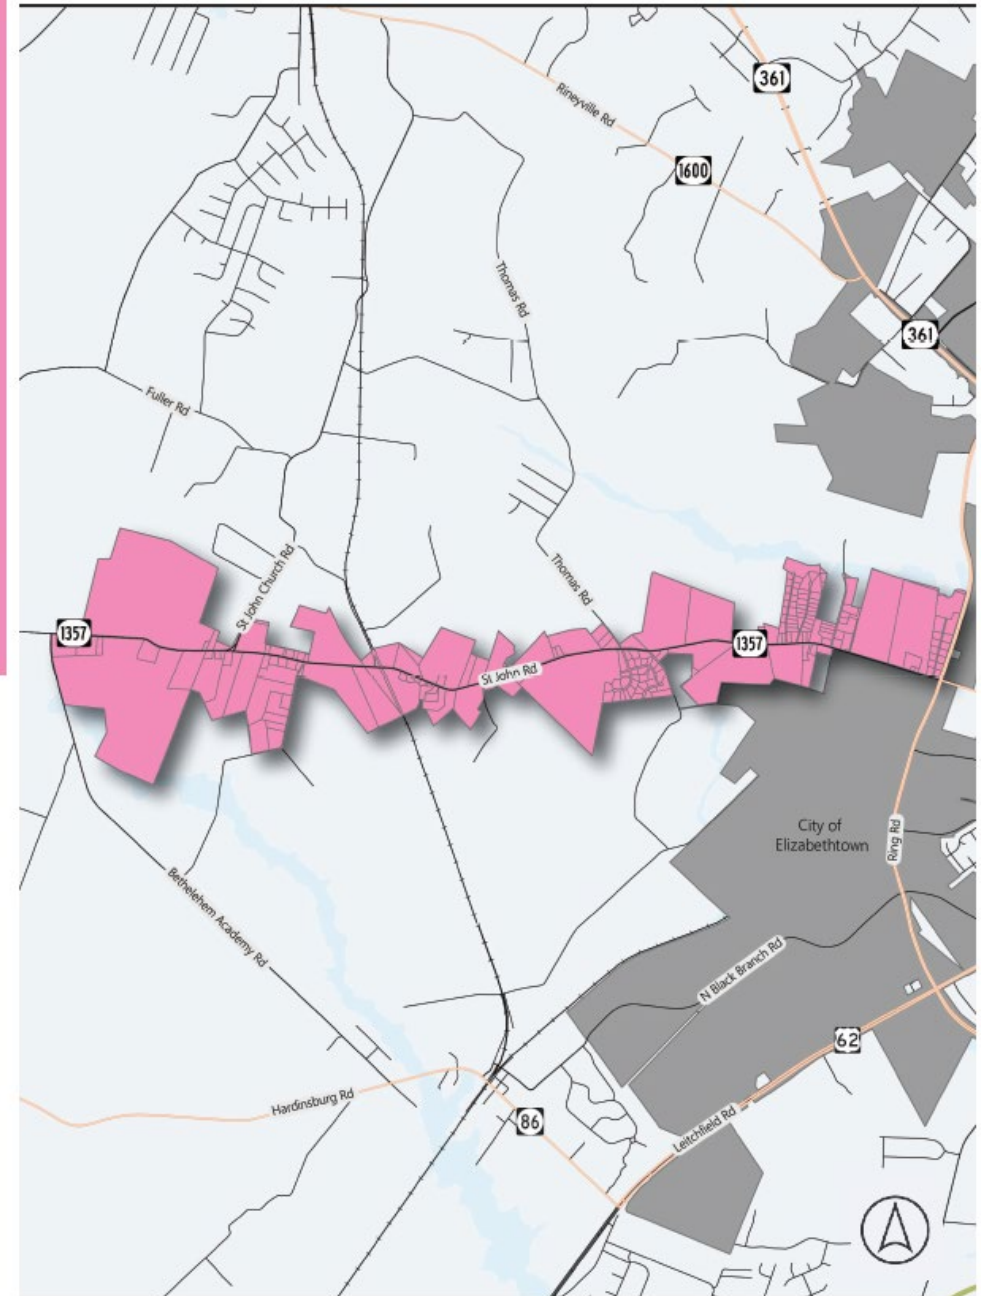 361
Rineyville Rd
1600
Thomas Rd
361
Fuller Rd
St John Church Rd
Thomas Rd
1357
1357
St John Rd
City of
Elizabethtown
Ring Rd
Bethelehem Academy Rd
N Black Branch Rd
62
Hardinsburg Rd
86
Leitchfield Rd